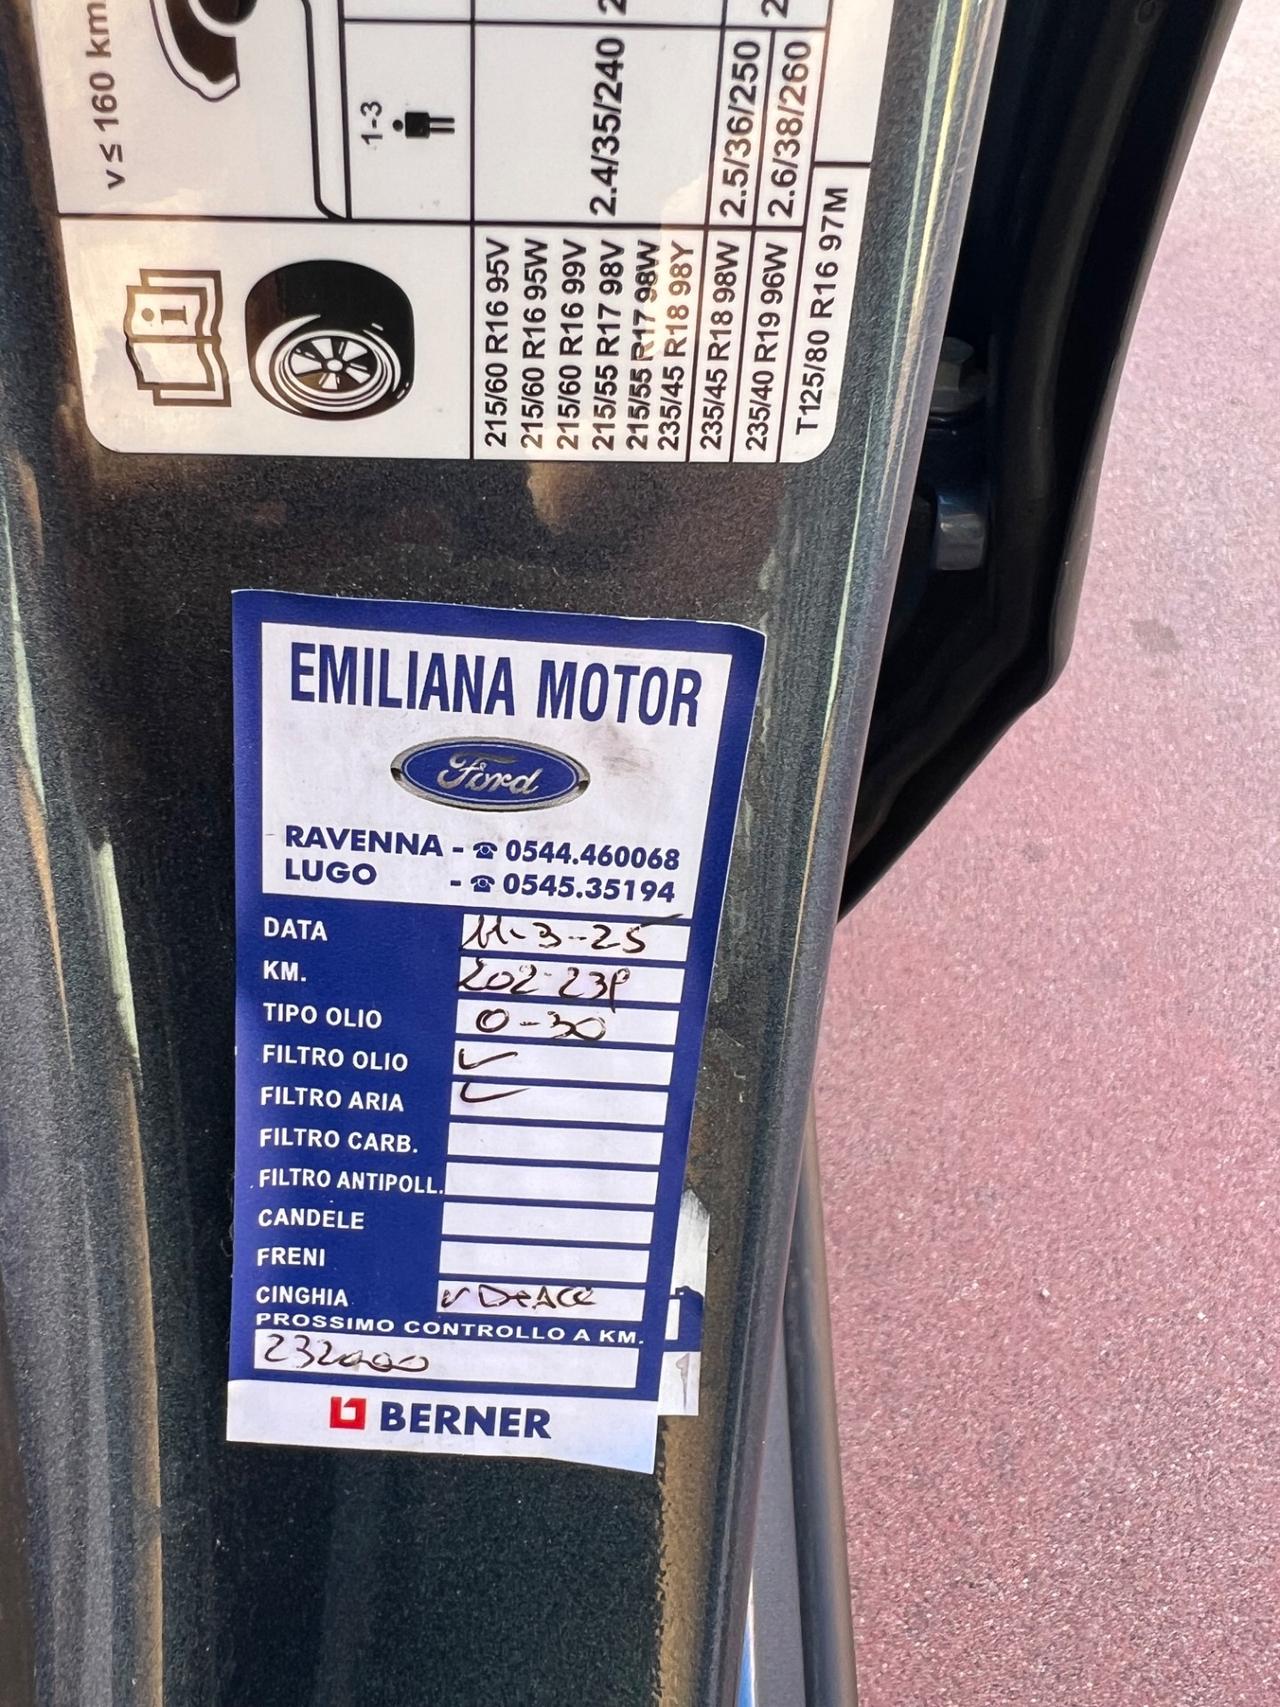 v ≤ 160 km
1-3
2.4/35/240
2.5/36/250
2.6/38/260
215/60 R16 95V
215/60 R16 95W
215/60 R16 99V
215/55 R17 98V
215/55 R17 98W
235/45 R18 98Y
235/45 R18 98W
235/40 R19 96W
T125/80 R16 97M
EMILIANA MOTOR
Ford
RAVENNA - ☎ 0544.460068
LUGO - ☎ 0545.35194
DATA 11-3-25
KM.
TIPO OLIO 0-30
FILTRO OLIO ✓
FILTRO ARIA ✓
FILTRO CARB.
FILTRO ANTIPOLL.
CANDELE
FRENI
CINGHIA ✓
PROSSIMO CONTROLLO A KM.
232000
BERNER